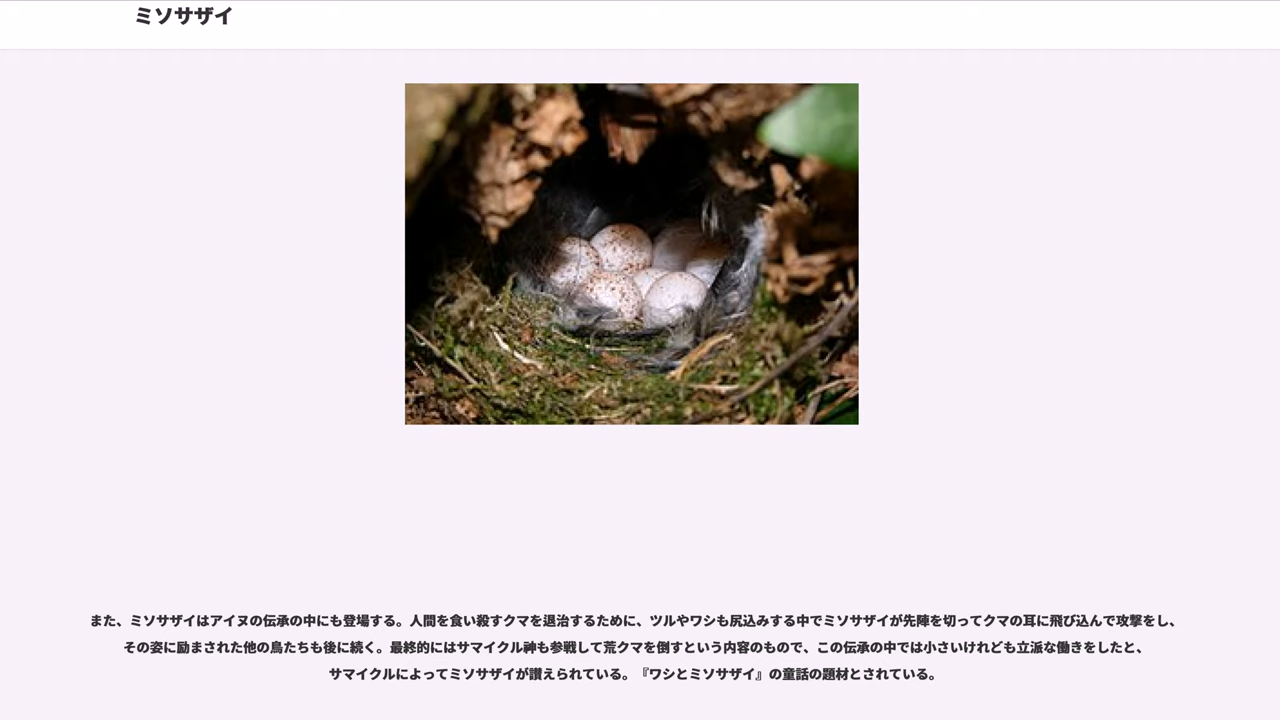 ミソサザイ
また、ミソサザイはアイヌの伝承の中にも登場する。人間を食い殺すクマを退治するために、ツルやワシも尻込みする中でミソサザイが先陣を切ってクマの耳に飛び込んで攻撃をし、
その姿に励まされた他の鳥たちも後に続く。最終的にはサマイクル神も参戦して荒クマを倒すという内容のもので、この伝承の中では小さいけれども立派な働きをしたと、
サマイクルによってミソサザイが讃えられている。『ワシとミソサザイ』の童話の題材とされている。